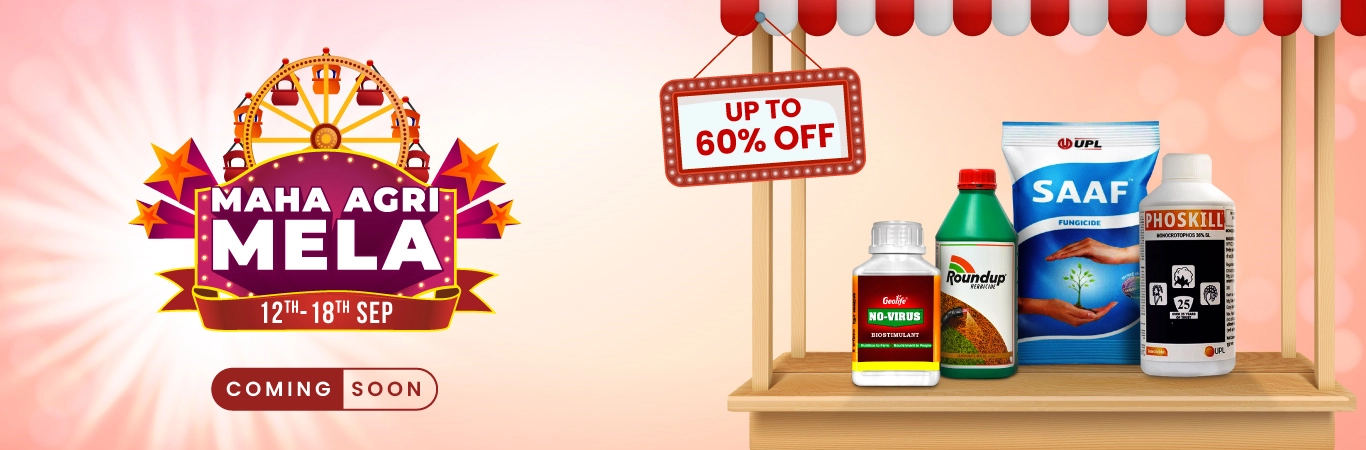 MAHA AGRI
MELA
12TH-18TH SEP
COMING SOON
UP TO
60% OFF
Geolife
NO-VIRUS
BIOSTIMULANT
Roundup
HERBICIDE
UPL
SAAF
FUNGICIDE
PHOSKILL
MONOCROTOPHOS 36% SL
25
UPL